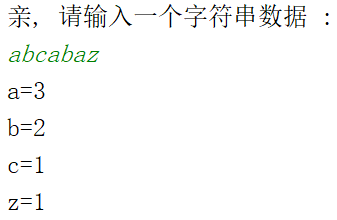 亲, 请输入一个字符串数据 :
abcabaz
a=3
b=2
c=1
z=1